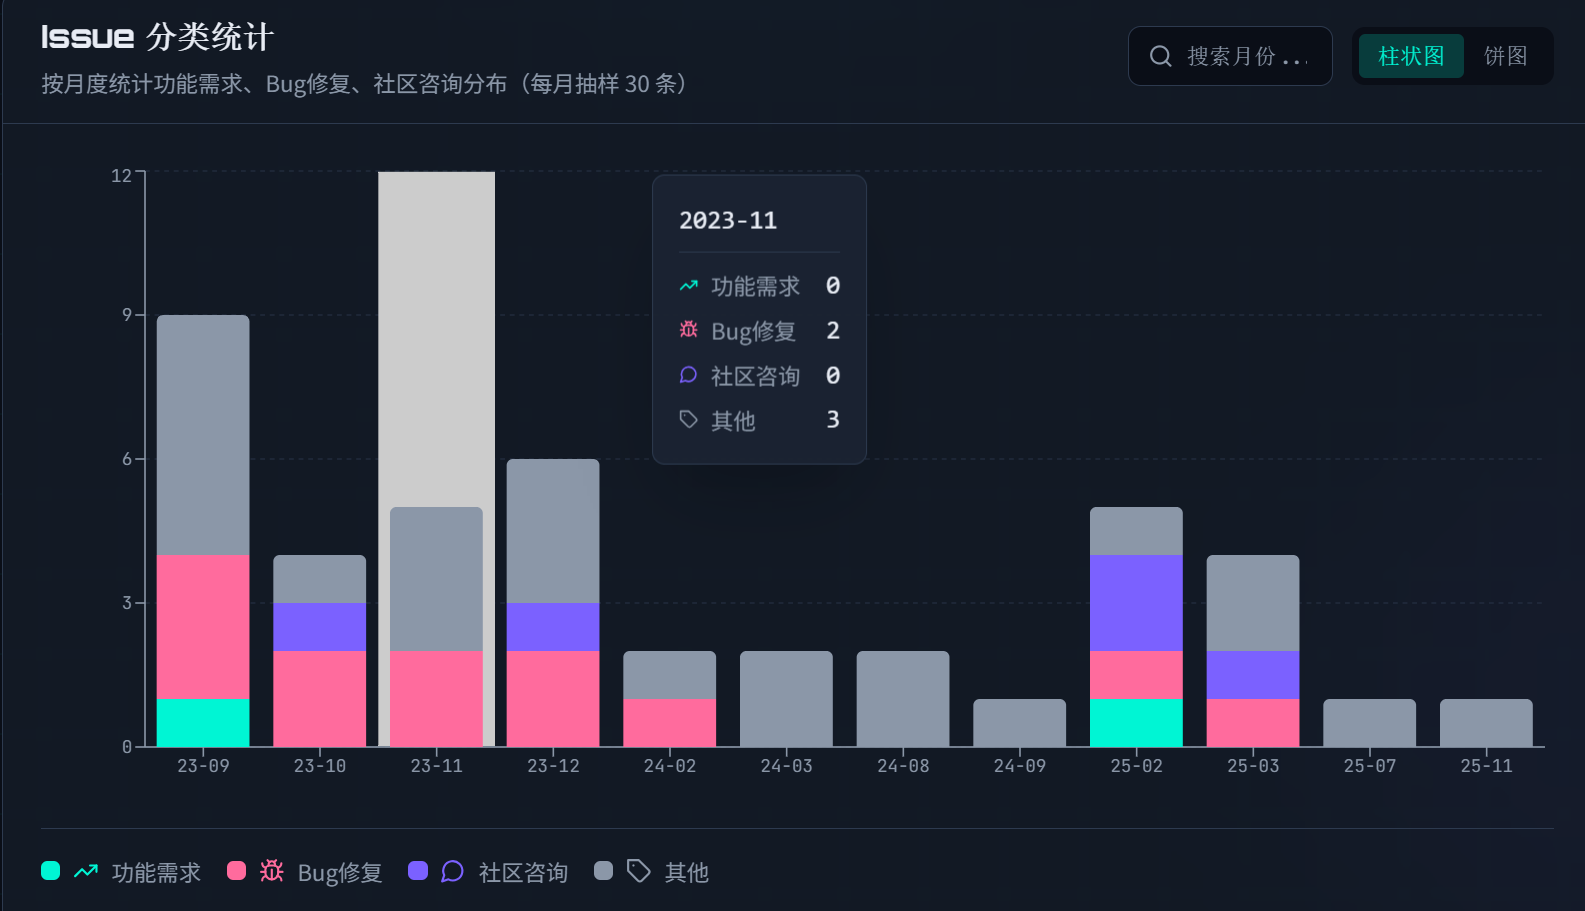 Issue 分类统计
按月度统计功能需求、Bug修复、社区咨询分布（每月抽样 30 条）
搜索月份...
柱状图
饼图
12
9
6
3
0
2023-11
功能需求 0
Bug修复 2
社区咨询 0
其他 3
23-09 23-10 23-11 23-12 24-02 24-03 24-08 24-09 25-02 25-03 25-07 25-11
功能需求 Bug修复 社区咨询 其他